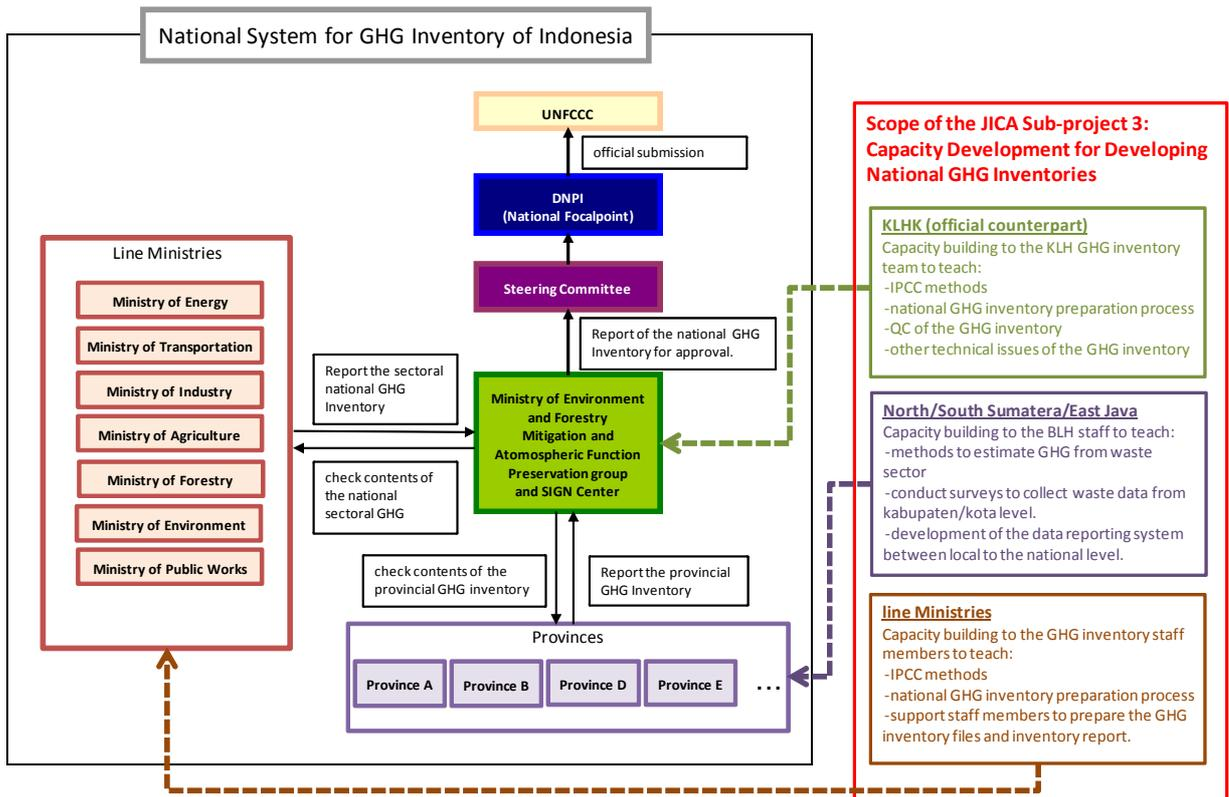 National System for GHG Inventory of Indonesia
UNFCCC
official submission
DNPI
(National Focalpoint)
Steering Committee
Report of the national GHG
Inventory for approval.
Line Ministries
Ministry of Energy
Ministry of Transportation
Ministry of Industry
Ministry of Agriculture
Ministry of Forestry
Ministry of Environment
Ministry of Public Works
Report the sectoral
national GHG
Inventory
check contents of
the national
sectoral GHG
Ministry of Environment
and Forestry
Mitigation and
Atomospheric Function
Preservation group
and SIGN Center
check contents of the
provincial GHG inventory
Report the provincial
GHG Inventory
Provinces
Province A
Province B
Province D
Province E
...
Scope of the JICA Sub-project 3:
Capacity Development for Developing
National GHG Inventories
KLHK (official counterpart)
Capacity building to the KLH GHG inventory
team to teach:
-IPCC methods
-national GHG inventory preparation process
-QC of the GHG inventory
-other technical issues of the GHG inventory
North/South Sumatera/East Java
Capacity building to the BLH staff to teach:
-methods to estimate GHG from waste
sector
-conduct surveys to collect waste data from
kabupaten/kota level.
-development of the data reporting system
between local to the national level.
line Ministries
Capacity building to the GHG inventory staff
members to teach:
-IPCC methods
-national GHG inventory preparation process
-support staff members to prepare the GHG
inventory files and inventory report.